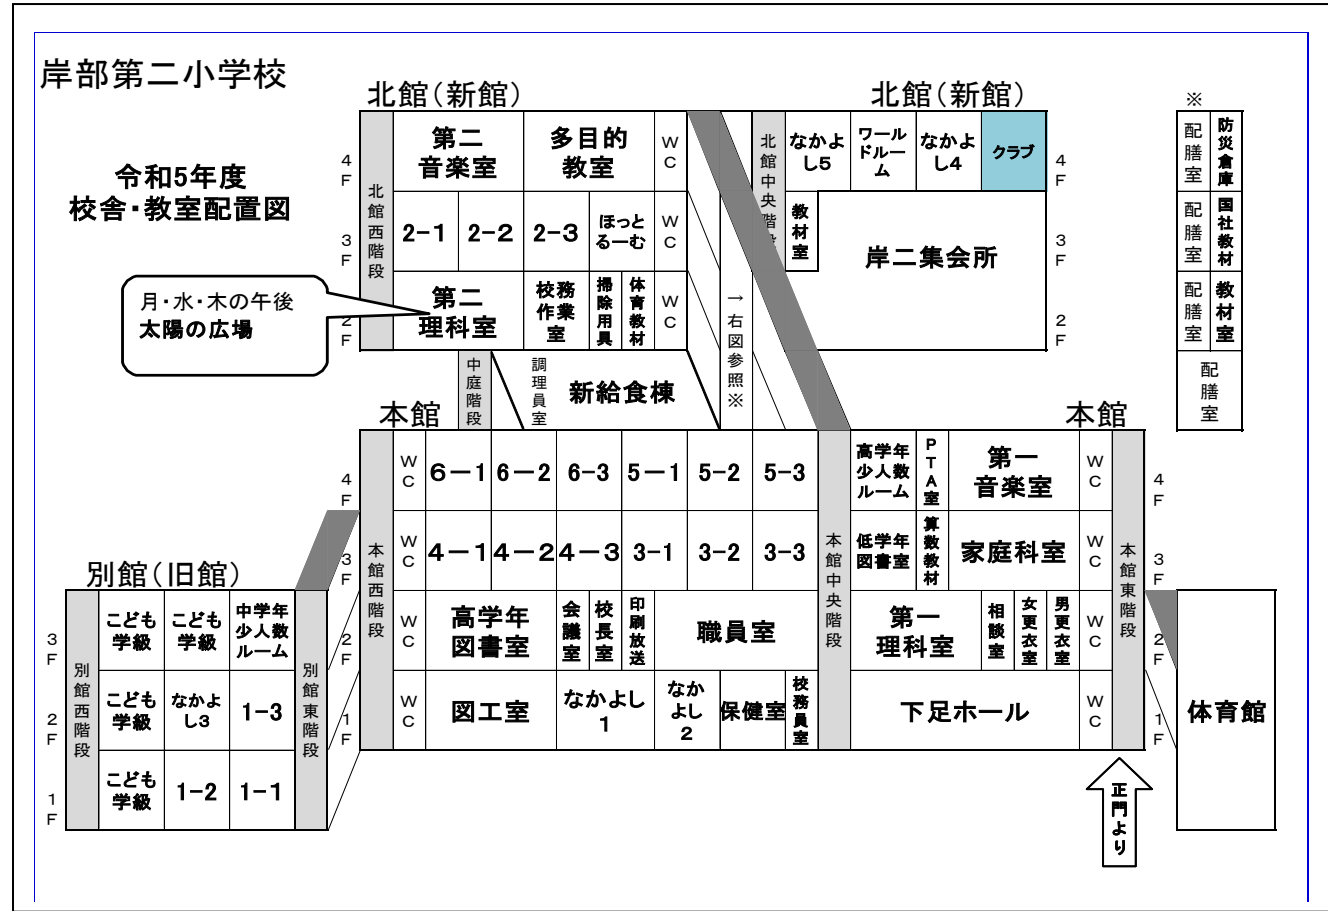 岸部第二小学校
令和5年度
校舎・教室配置図
北館(新館)
北館(新館)
※
4F
3F
2F
北館西階段
第二
音楽室
多目的
教室
WC
2-1
2-2
2-3
ほっと
るーむ
WC
第二
理科室
校務
作業
室
掃除用具
体育教材
WC
月・水・木の午後
太陽の広場
→右図参照※
北館中央階段
なかよ
し5
ワール
ドルー
ム
なかよ
し4
クラブ
教材室
岸二集会所
4F
3F
2F
配膳室
防災倉庫
配膳室
国社教材
配膳室
教材室
配膳室
中庭階段
調理員室
新給食棟
本館
本館
4F
3F
2F
1F
本館西階段
WC
6-1
6-2
6-3
5-1
5-2
5-3
高学年
少人数
ルーム
PTA室
第一
音楽室
WC
WC
4-1
4-2
4-3
3-1
3-2
3-3
本館中央階段
低学年
図書室
算数教材
家庭科室
WC
本館東階段
WC
高学年
図書室
会議室
校長室
印刷放送
職員室
第一
理科室
相談室
女更衣室
男更衣室
WC
WC
図工室
なかよし
1
なか
よし
2
保健室
校務員室
下足ホール
WC
4F
3F
2F
1F
体育館
正門より
別館(旧館)
3F
2F
1F
別館西階段
こども
学級
こども
学級
中学年
少人数
ルーム
こども
学級
なかよ
し3
1-3
こども
学級
1-2
1-1
別館東階段